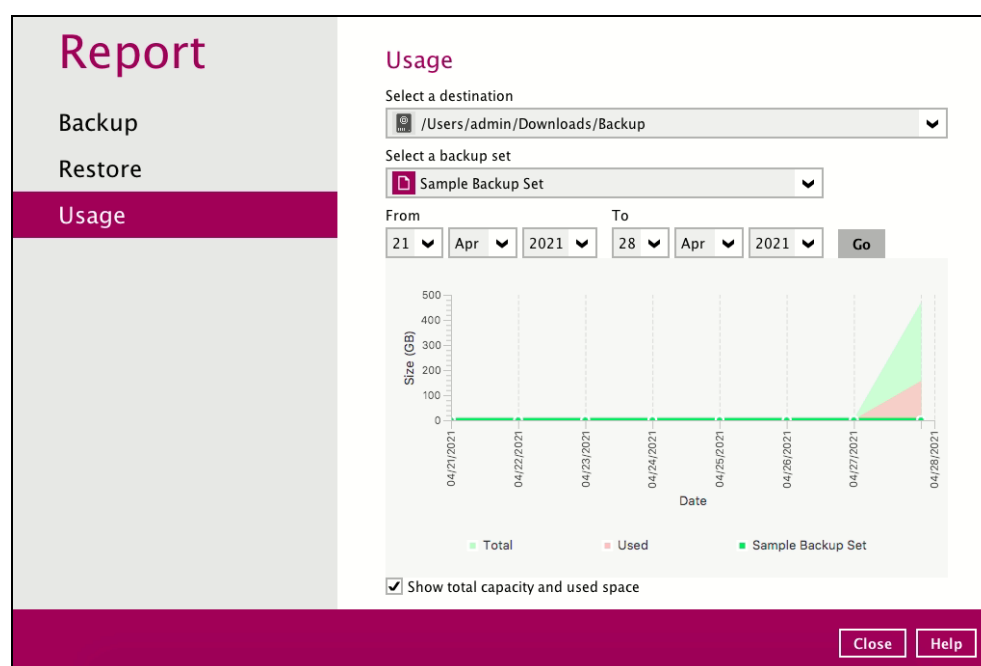 Report
Backup
Restore
Usage
Usage
Select a destination
/Users/admin/Downloads/Backup
Select a backup set
Sample Backup Set
From To
21 Apr 2021 28 Apr 2021 Go
500
400
300
200
100
0
Size (GB)
04/21/2021
04/22/2021
04/23/2021
04/24/2021
04/25/2021
04/26/2021
04/27/2021
04/28/2021
Date
Total Used Sample Backup Set
Show total capacity and used space
Close Help